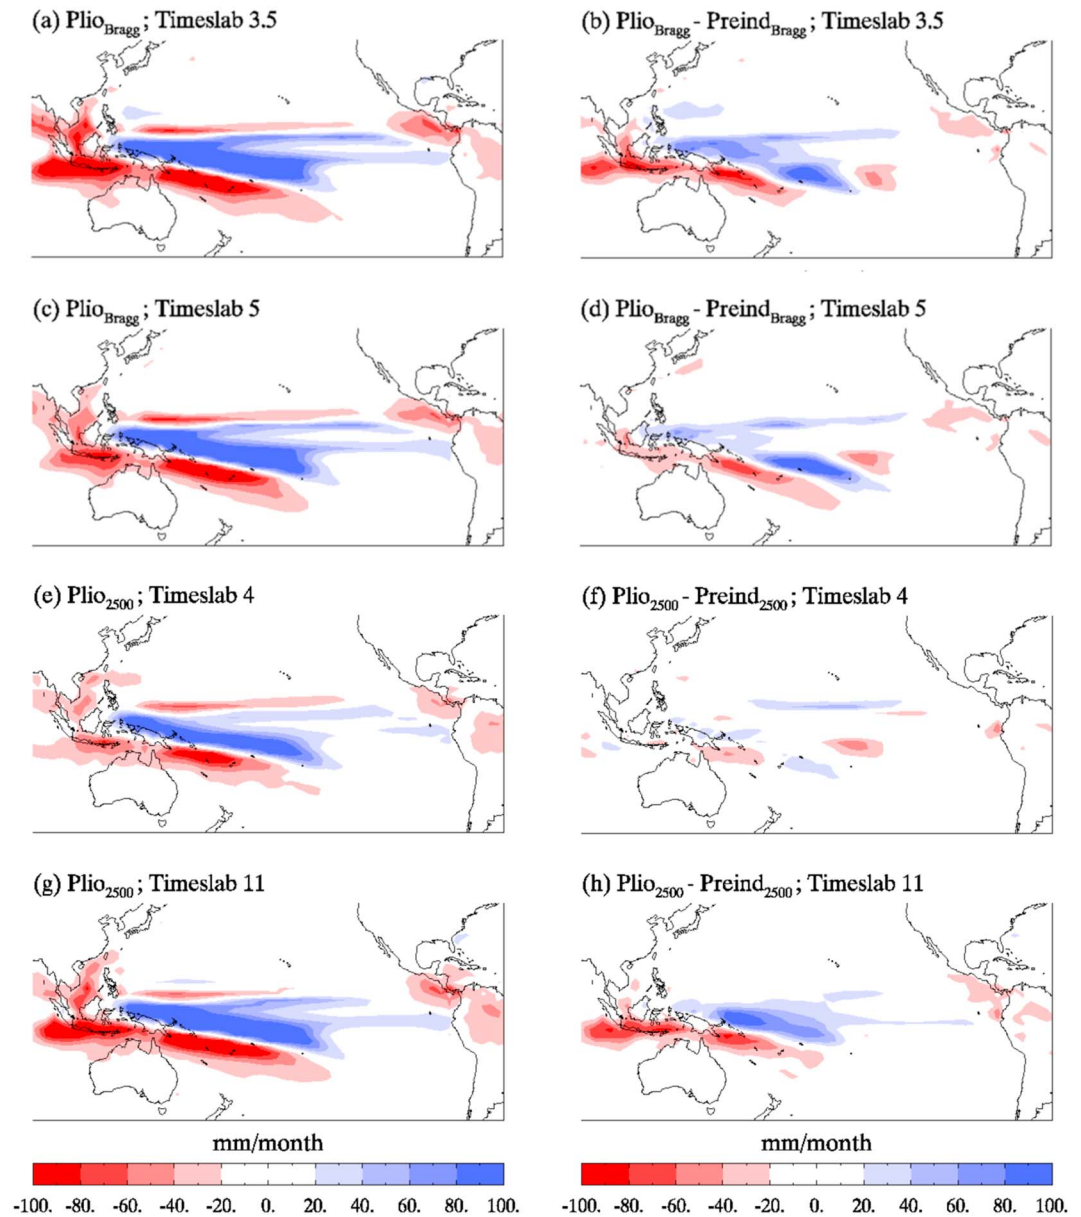 (a) Plio_Bragg ; Timeslab 3.5
(b) Plio_Bragg - Preind_Bragg ; Timeslab 3.5
(c) Plio_Bragg ; Timeslab 5
(d) Plio_Bragg - Preind_Bragg ; Timeslab 5
(e) Plio_2500 ; Timeslab 4
(f) Plio_2500 - Preind_2500 ; Timeslab 4
(g) Plio_2500 ; Timeslab 11
(h) Plio_2500 - Preind_2500 ; Timeslab 11
mm/month
-100. -80. -60. -40. -20. 0. 20. 40. 60. 80. 100.
mm/month
-100. -80. -60. -40. -20. 0. 20. 40. 60. 80. 100.